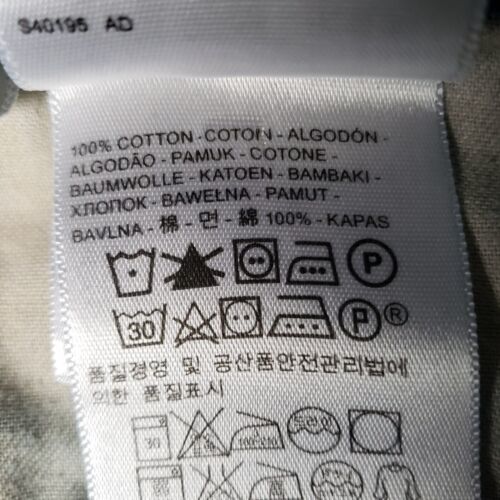 S40195 AD
100% COTTON - COTON - ALGODÓN -
ALGODÃO - PAMUK - COTONE -
BAUMWOLLE - KATOEN - BAMBAKI -
ХЛОПОК - BAWEŁNA - PAMUT -
BAVLNA - 棉 - 면 - 綿 100% - KAPAS
P
30 P®
품질경영 및 공산품안전관리법에
의한 품질표시
30